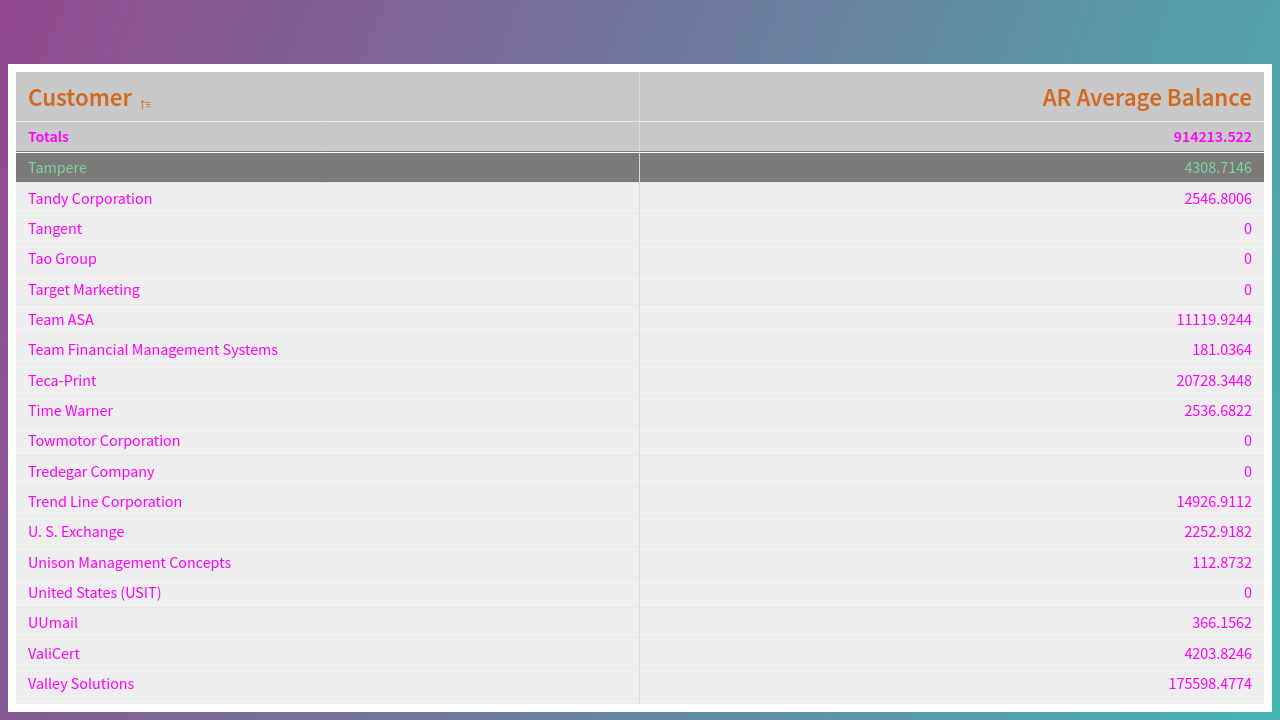 Customer AR Average Balance
Totals 914213.522
Tampere 4308.7146
Tandy Corporation 2546.8006
Tangent 0
Tao Group 0
Target Marketing 0
Team ASA 11119.9244
Team Financial Management Systems 181.0364
Teca-Print 20728.3448
Time Warner 2536.6822
Towmotor Corporation 0
Tredegar Company 0
Trend Line Corporation 14926.9112
U. S. Exchange 2252.9182
Unison Management Concepts 112.8732
United States (USIT) 0
UUmail 366.1562
ValiCert 4203.8246
Valley Solutions 175598.4774